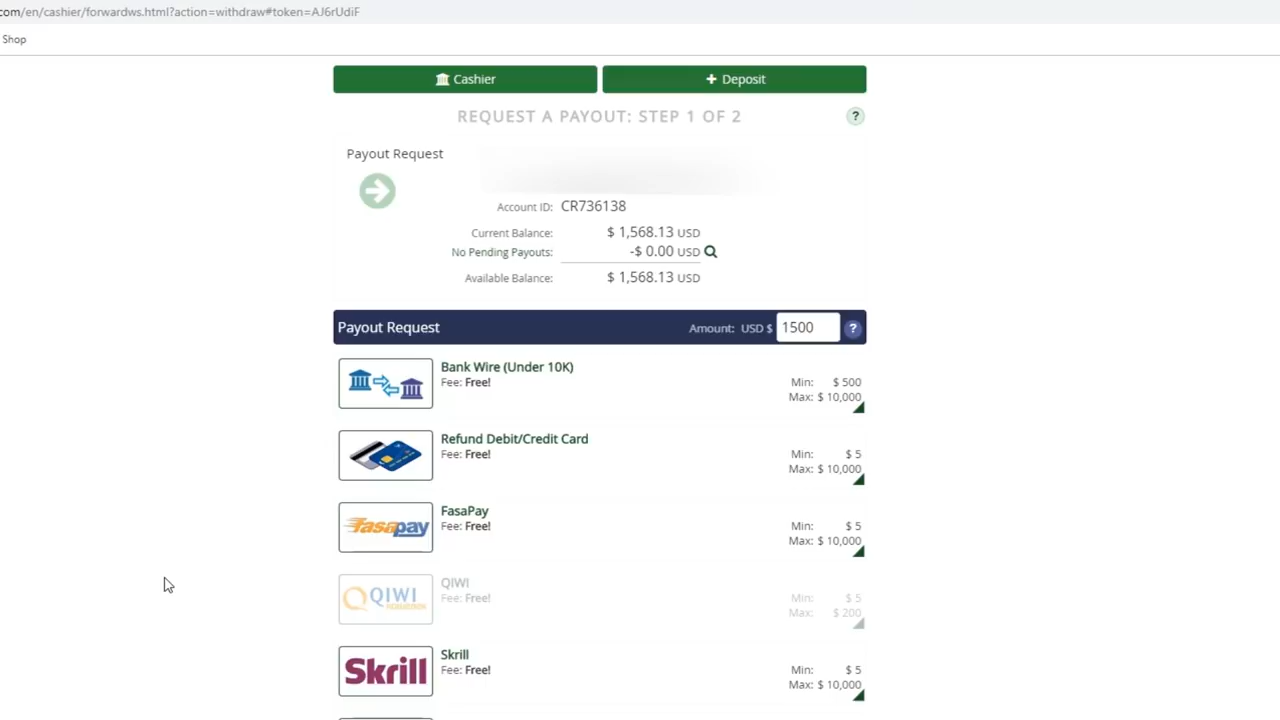 com/en/cashier/forwardws.html?action=withdraw#token=AJ6rUdiF
Shop
Cashier
+ Deposit
REQUEST A PAYOUT: STEP 1 OF 2
?
Payout Request
Account ID: CR736138
Current Balance: $ 1,568.13 USD
No Pending Payouts: -$ 0.00 USD
Available Balance: $ 1,568.13 USD
Payout Request Amount: USD $ 1500 ?
Bank Wire (Under 10K)
Fee: Free! Min: $ 500
Max: $ 10,000
Refund Debit/Credit Card
Fee: Free! Min: $ 5
Max: $ 10,000
fasapay
FasaPay
Fee: Free! Min: $ 5
Max: $ 10,000
QIWI
QIWI
Fee: Free! Min: $ 5
Max: $ 200
Skrill
Skrill
Fee: Free! Min: $ 5
Max: $ 10,000